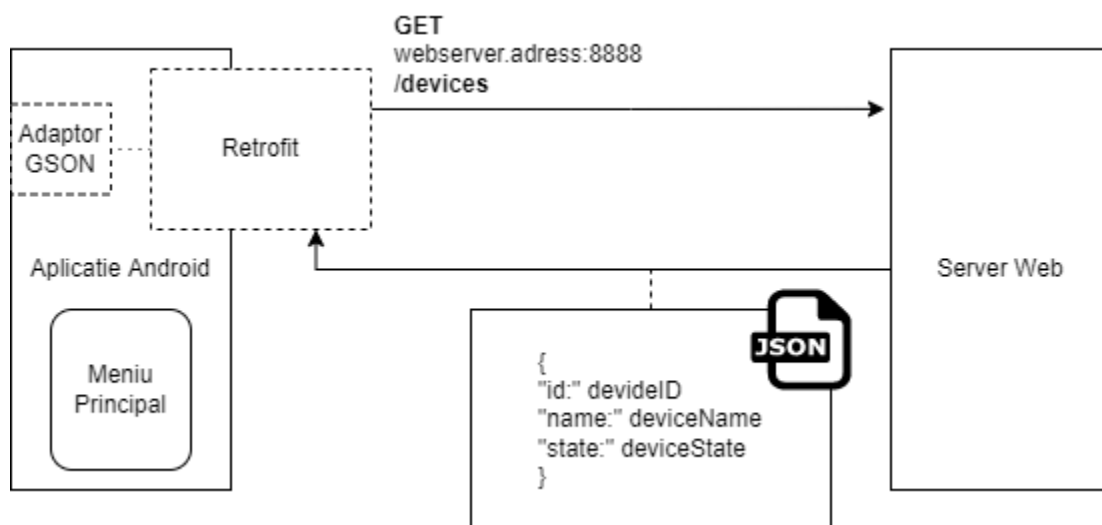 GET
webserver.adress:8888
/devices
Adaptor
GSON
Retrofit
Aplicatie Android
Server Web
Meniu
Principal
JSON
{
"id:" devideID
"name:" deviceName
"state:" deviceState
}